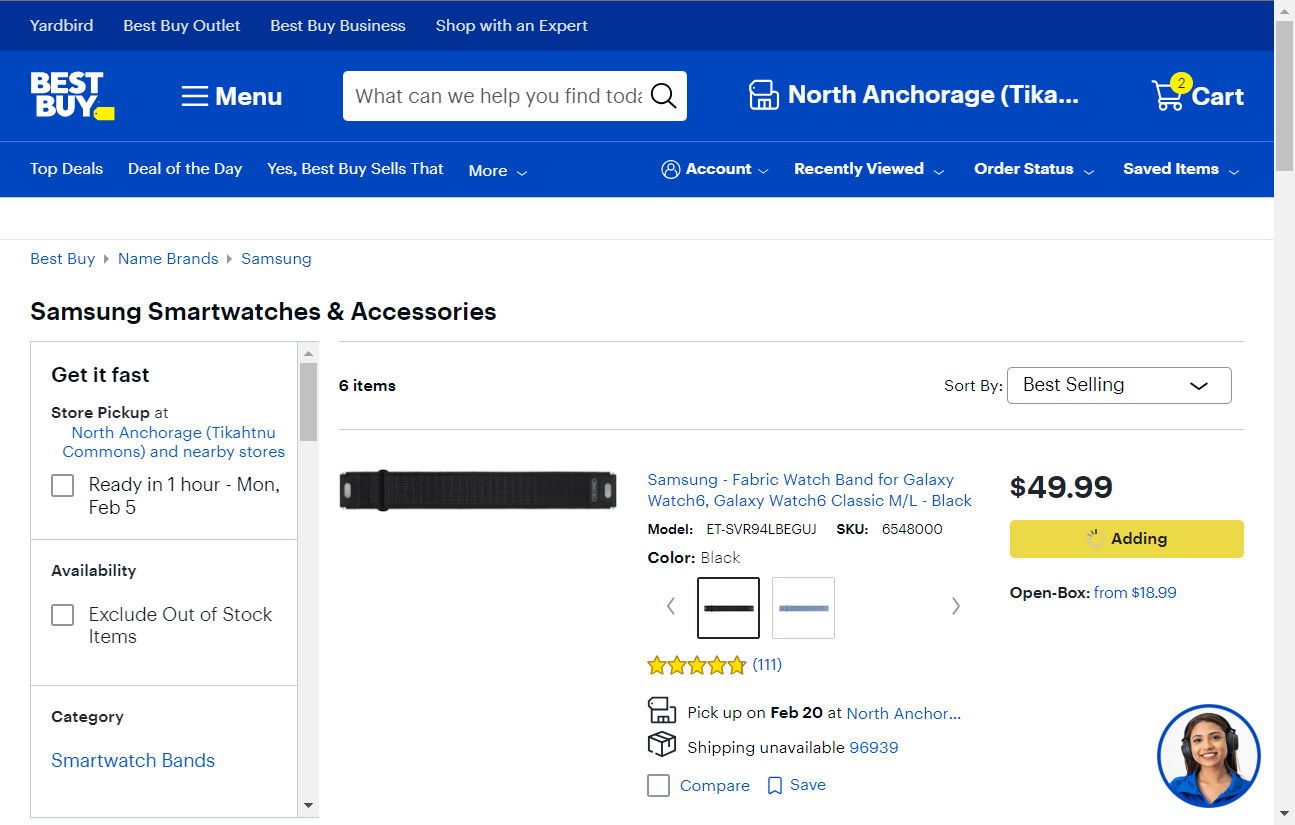 Yardbird Best Buy Outlet Best Buy Business Shop with an Expert
BEST
BUY
Menu
What can we help you find toda
North Anchorage (Tika...
2
Cart
Top Deals Deal of the Day Yes, Best Buy Sells That More
Account Recently Viewed Order Status Saved Items
Best Buy Name Brands Samsung
Samsung Smartwatches & Accessories
Get it fast
Store Pickup at
North Anchorage (Tikahtnu
Commons) and nearby stores
Ready in 1 hour - Mon,
Feb 5
Availability
Exclude Out of Stock
Items
Category
Smartwatch Bands
6 items
Sort By: Best Selling
Samsung - Fabric Watch Band for Galaxy
Watch6, Galaxy Watch6 Classic M/L - Black
Model: ET-SVR94LBEGUJ SKU: 6548000
Color: Black
(111)
Pick up on Feb 20 at North Anchor...
Shipping unavailable 96939
Compare Save
$49.99
Adding
Open-Box: from $18.99